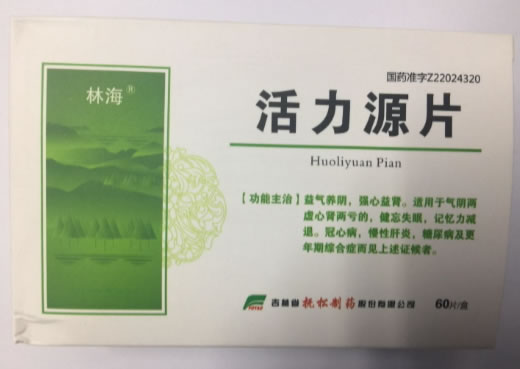 国药准字Z22024320
林海®
活力源片
Huoliyuan Pian
【功能主治】益气养阴，强心益肾。适用于气阴两
虚心肾两亏的，健忘失眠，记忆力减
退。冠心病，慢性肝炎，糖尿病及更
年期综合症而见上述证候者。
吉林省抚松制药股份有限公司 60片/盒